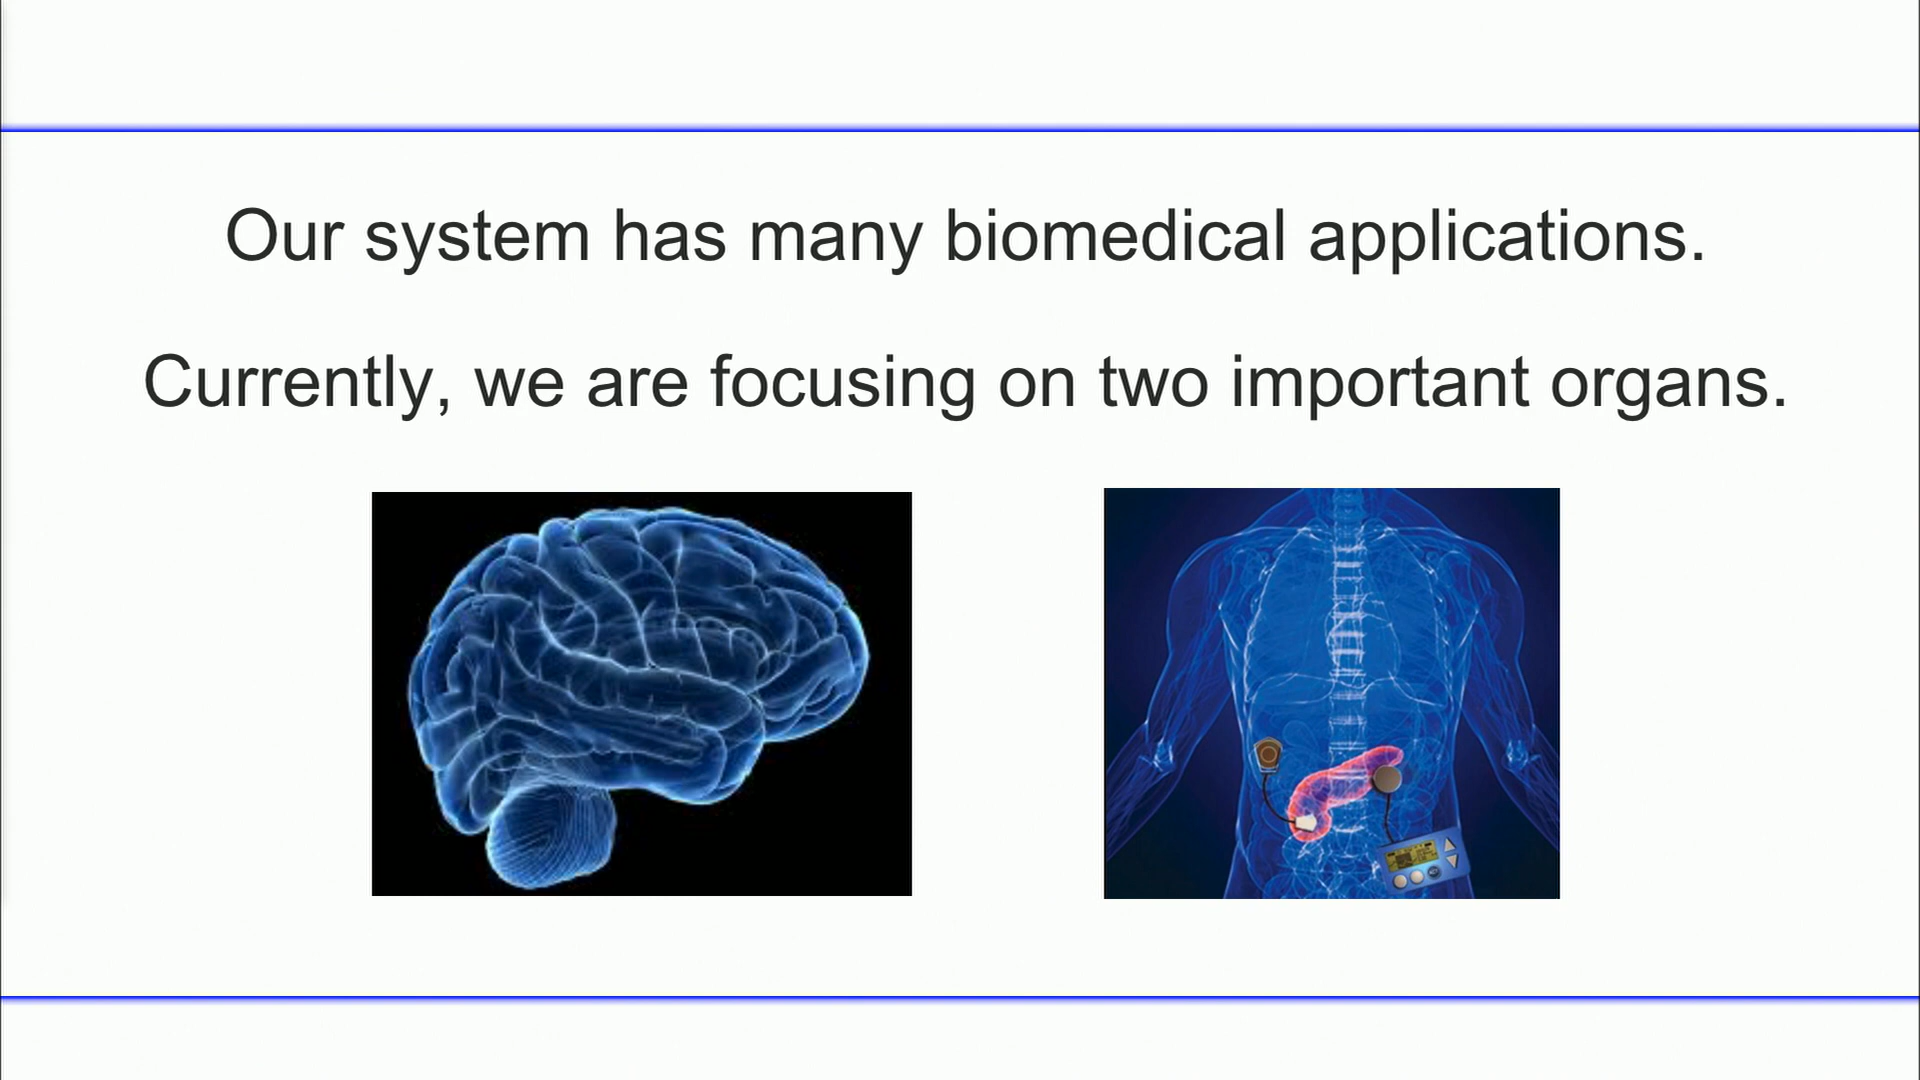 Our system has many biomedical applications.
Currently, we are focusing on two important organs.